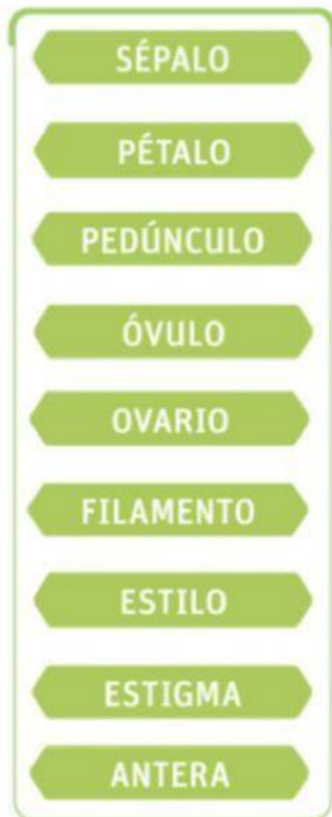 SÉPALO
PÉTALO
PEDÚNCULO
ÓVULO
OVARIO
FILAMENTO
ESTILO
ESTIGMA
ANTERA